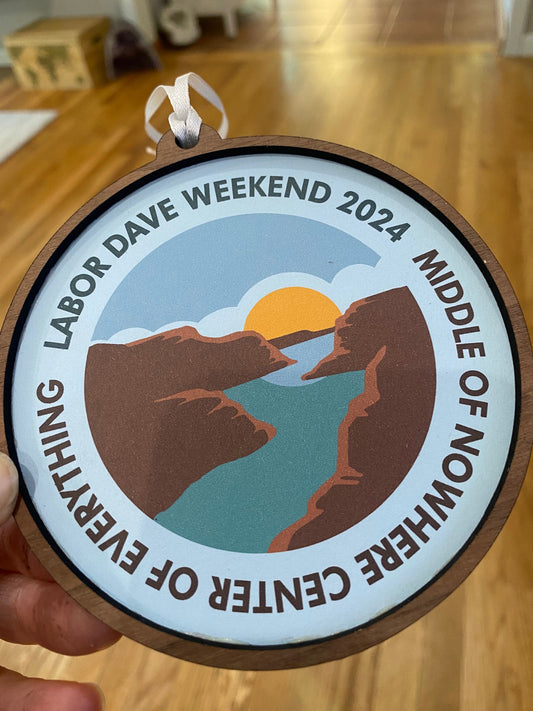 LABOR DAVE WEEKEND 2024
MIDDLE OF NOWHERE CENTER OF EVERYTHING